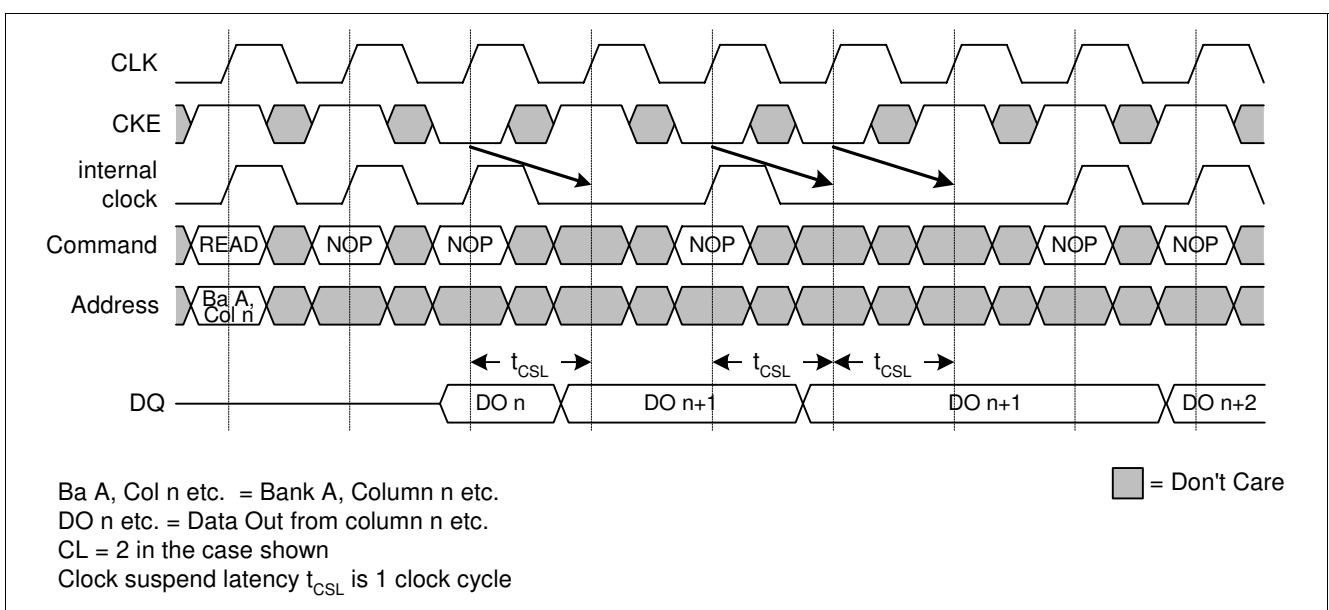 CLK
CKE
internal
clock
Command READ NOP NOP NOP NOP NOP
Address Ba A,
Col n
tCSL tCSL tCSL
DQ DO n DO n+1 DO n+1 DO n+2
Ba A, Col n etc. = Bank A, Column n etc.
= Don't Care
DO n etc. = Data Out from column n etc.
CL = 2 in the case shown
Clock suspend latency tCSL is 1 clock cycle